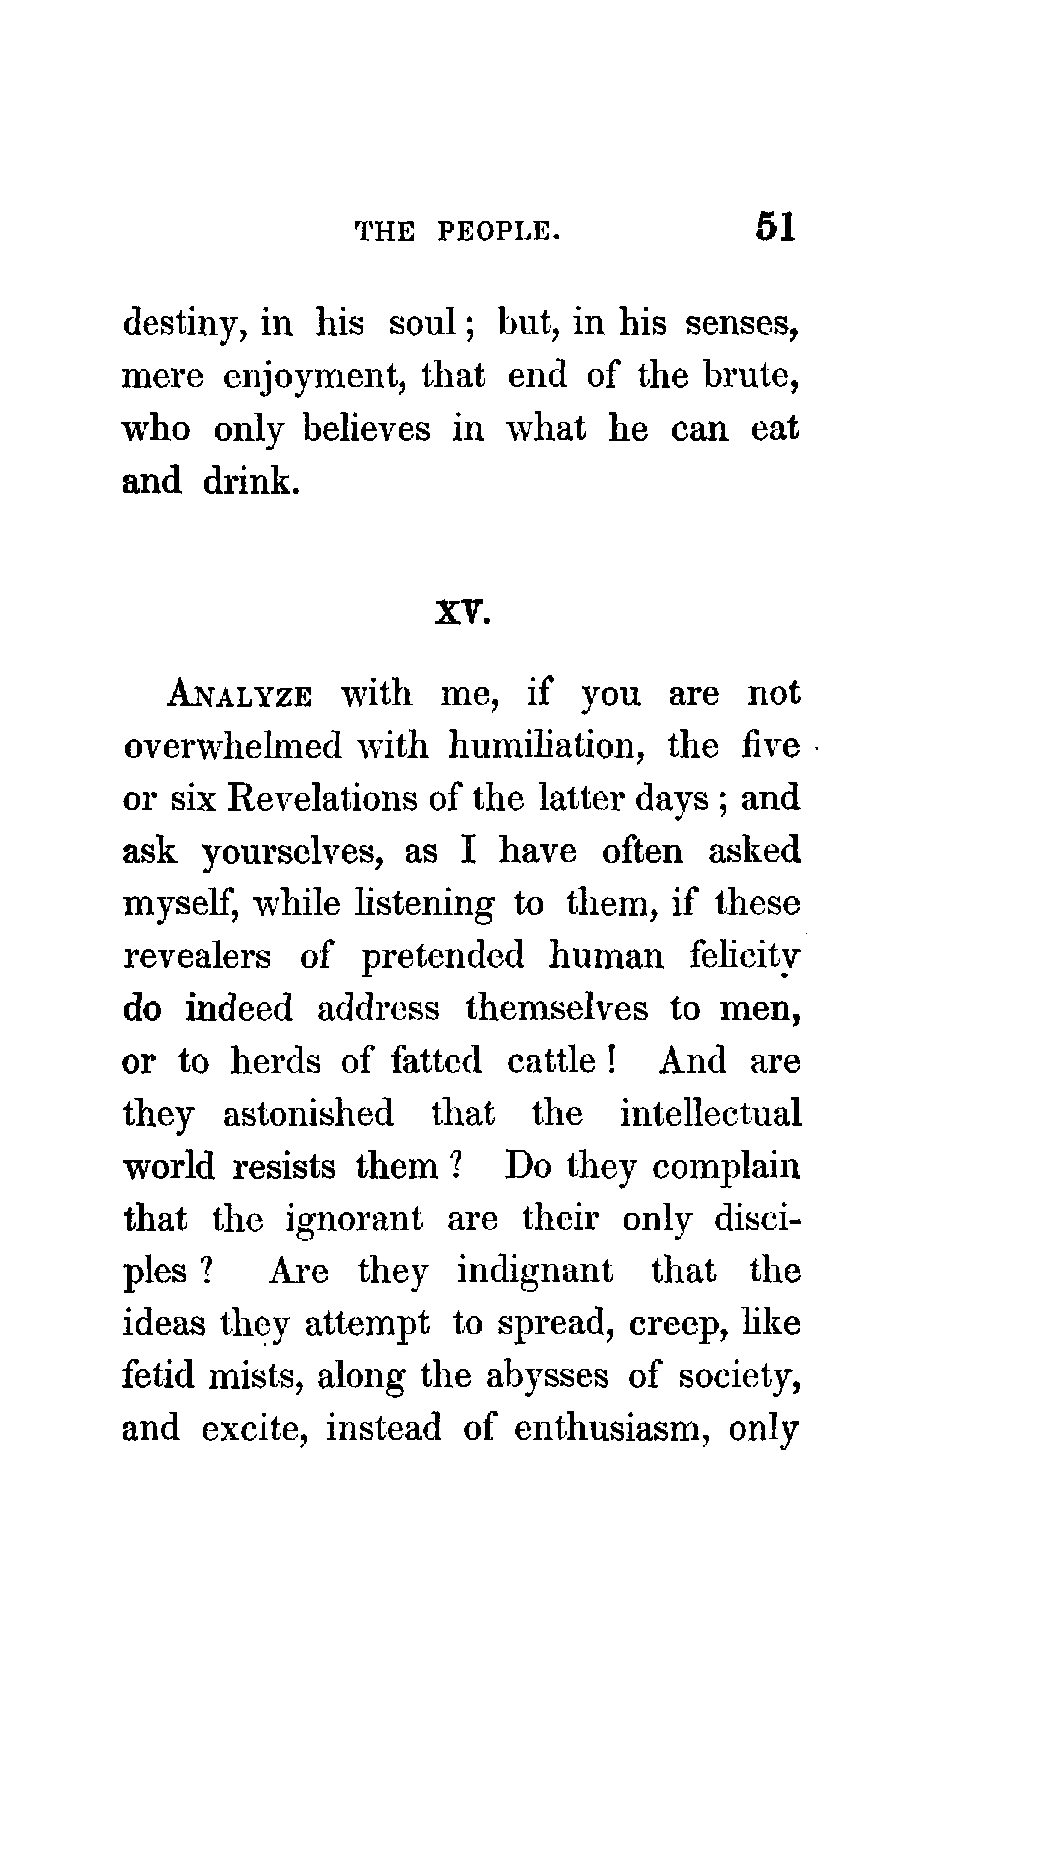 THE PEOPLE. 51
destiny, in his soul ; but, in his senses,
mere enjoyment, that end of the brute,
who only believes in what he can eat
and drink.
XV.
ANALYZE with me, if you are not
overwhelmed with humiliation, the five
or six Revelations of the latter days ; and
ask yourselves, as I have often asked
myself, while listening to them, if these
revealers of pretended human felicity
do indeed address themselves to men,
or to herds of fatted cattle ! And are
they astonished that the intellectual
world resists them ? Do they complain
that the ignorant are their only disci-
ples ? Are they indignant that the
ideas they attempt to spread, creep, like
fetid mists, along the abysses of society,
and excite, instead of enthusiasm, only